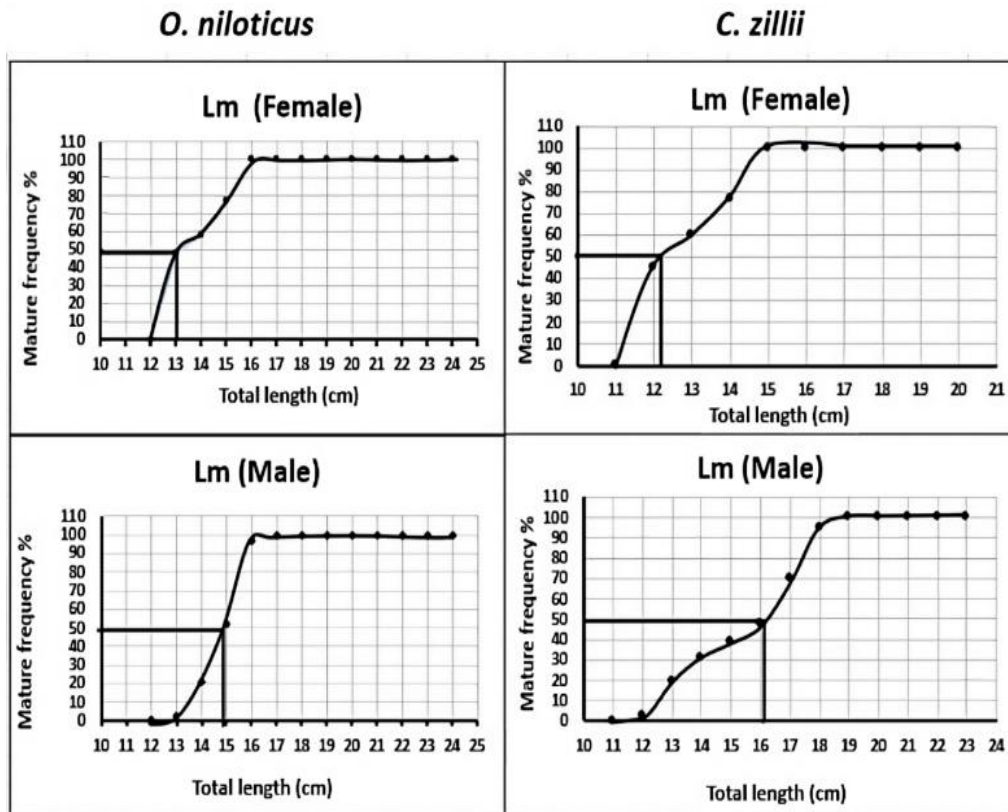 O. niloticus
C. zillii
Lm (Female)
Mature frequency %
110
100
90
80
70
60
50
40
30
20
10
0
10 11 12 13 14 15 16 17 18 19 20 21 22 23 24 25
Total length (cm)
Lm (Female)
Mature frequency %
110
100
90
80
70
60
50
40
30
20
10
0
10 11 12 13 14 15 16 17 18 19 20 21
Total length (cm)
Lm (Male)
Mature frequency %
110
100
90
80
70
60
50
40
30
20
10
0
10 11 12 13 14 15 16 17 18 19 20 21 22 23 24 25
Total length (cm)
Lm (Male)
Mature frequency %
110
100
90
80
70
60
50
40
30
20
10
0
10 11 12 13 14 15 16 17 18 19 20 21 22 23 24
Total length (cm)